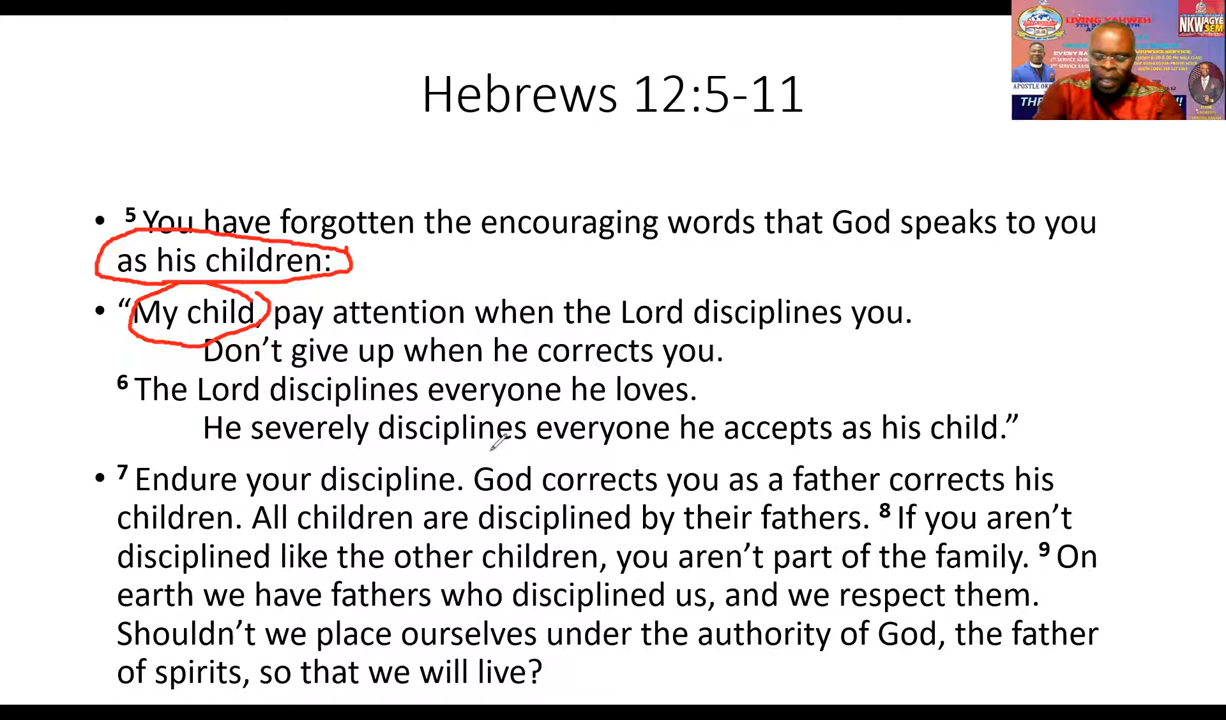 LIVING YAHWEH
NKWAGYE
SEM
Hebrews 12:5-11
• ⁵ You have forgotten the encouraging words that God speaks to you
as his children:
• “My child, pay attention when the Lord disciplines you.
Don’t give up when he corrects you.
⁶ The Lord disciplines everyone he loves.
He severely disciplines everyone he accepts as his child.”
• ⁷ Endure your discipline. God corrects you as a father corrects his
children. All children are disciplined by their fathers. ⁸ If you aren’t
disciplined like the other children, you aren’t part of the family. ⁹ On
earth we have fathers who disciplined us, and we respect them.
Shouldn’t we place ourselves under the authority of God, the father
of spirits, so that we will live?